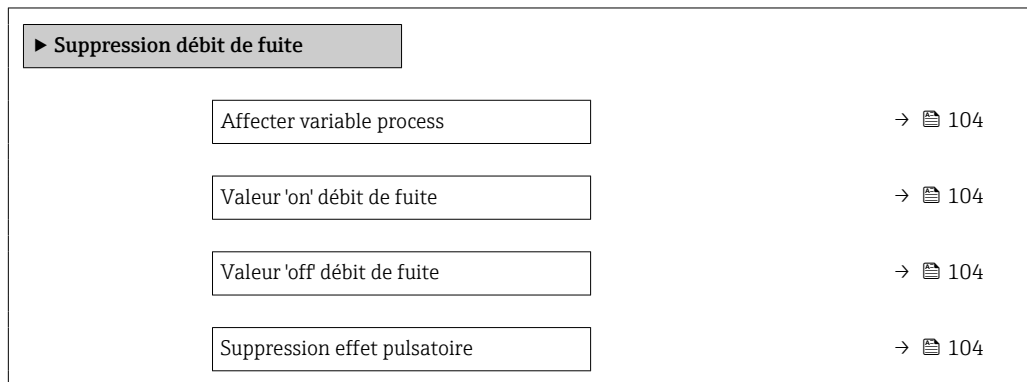 ▶ Suppression débit de fuite
Affecter variable process → 104
Valeur 'on' débit de fuite → 104
Valeur 'off' débit de fuite → 104
Suppression effet pulsatoire → 104